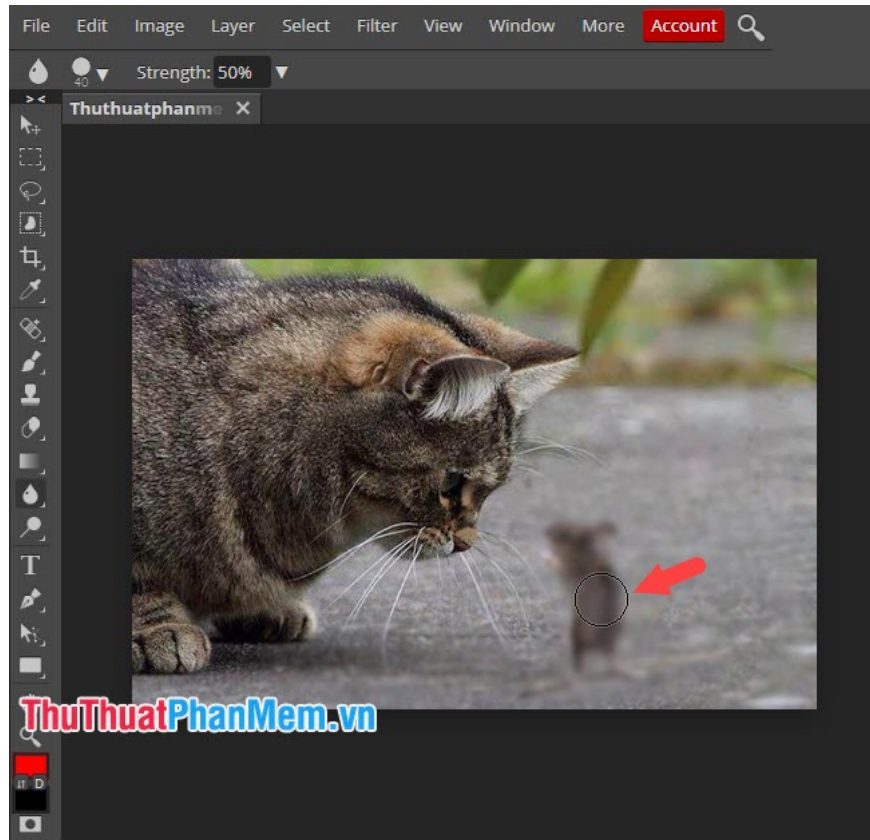 File Edit Image Layer Select Filter View Window More Account
40 Strength: 50%
> <
Thuthuatphanme
T
ThuThuatPhanMem.vn
D